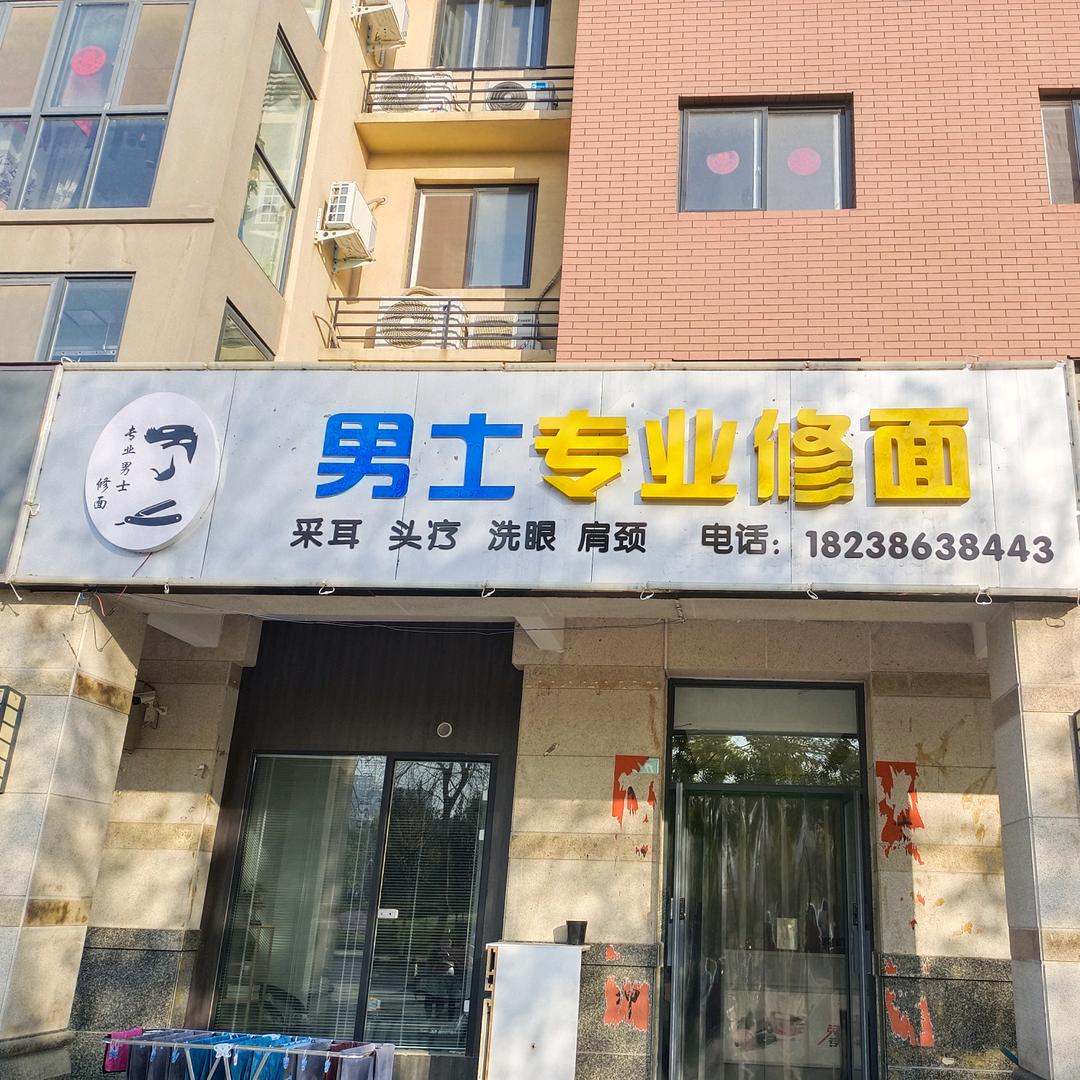 专业男士
修面
男士专业修面
采耳 头疗 洗眼 肩颈 电话：18238638443